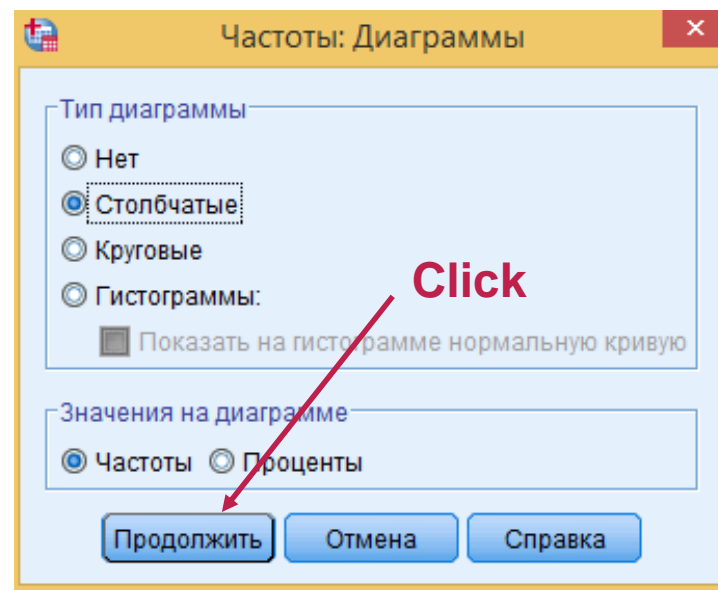 Частоты: Диаграммы
Тип диаграммы
Нет
Столбчатые
Круговые
Гистограммы:
Click
Показать на гистограмме нормальную кривую
Значения на диаграмме
Частоты Проценты
Продолжить Отмена Справка